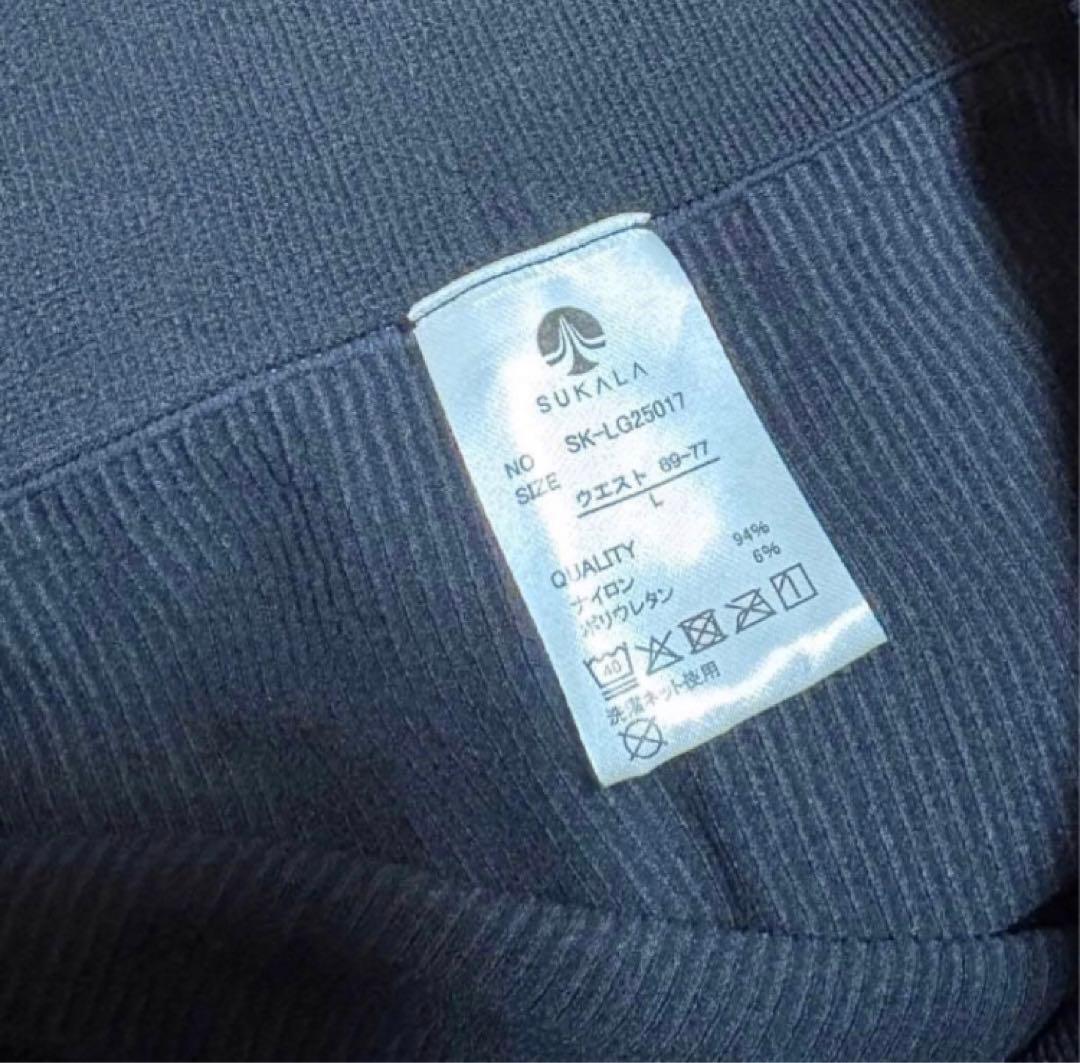 SUKALA
NO SK-LG25017
SIZE ウエスト 69-77
L
QUALITY
ナイロン 94%
ポリウレタン 6%
40
洗濯ネット使用